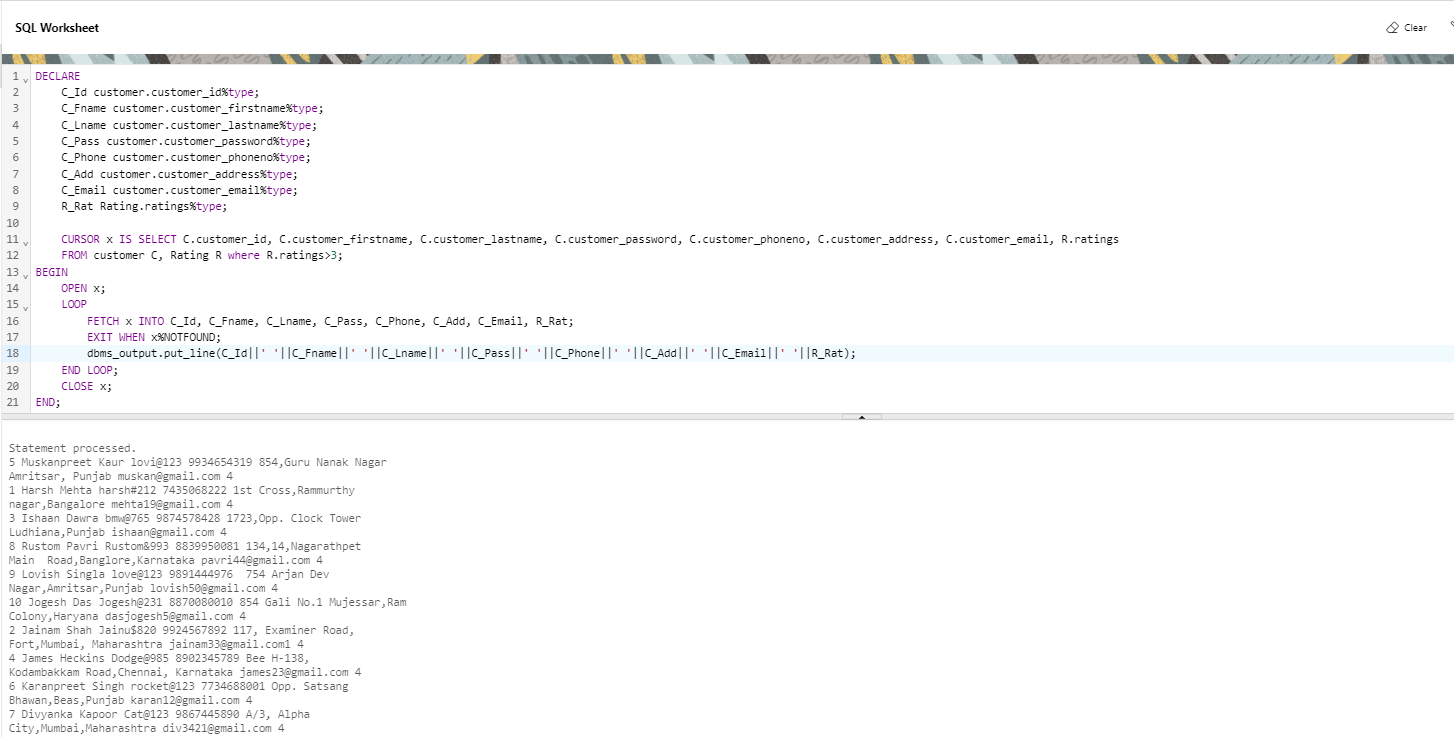 SQL Worksheet
Clear
1 DECLARE
2 C_Id customer.customer_id%type;
3 C_Fname customer.customer_firstname%type;
4 C_Lname customer.customer_lastname%type;
5 C_Pass customer.customer_password%type;
6 C_Phone customer.customer_phoneno%type;
7 C_Add customer.customer_address%type;
8 C_Email customer.customer_email%type;
9 R_Rat Rating.ratings%type;
10
11 CURSOR x IS SELECT C.customer_id, C.customer_firstname, C.customer_lastname, C.customer_password, C.customer_phoneno, C.customer_address, C.customer_email, R.ratings
12 FROM customer C, Rating R where R.ratings>3;
13 BEGIN
14 OPEN x;
15 LOOP
16 FETCH x INTO C_Id, C_Fname, C_Lname, C_Pass, C_Phone, C_Add, C_Email, R_Rat;
17 EXIT WHEN x%NOTFOUND;
18 dbms_output.put_line(C_Id||' '||C_Fname||' '||C_Lname||' '||C_Pass||' '||C_Phone||' '||C_Add||' '||C_Email||' '||R_Rat);
19 END LOOP;
20 CLOSE x;
21 END;
Statement processed.
5 Muskanpreet Kaur lovi@123 9934654319 854,Guru Nanak Nagar
Amritsar, Punjab muskan@gmail.com 4
1 Harsh Mehta harsh#212 7435068222 1st Cross,Rammurthy
nagar,Bangalore mehta19@gmail.com 4
3 Ishaan Dawra bmw@765 9874578428 1723,Opp. Clock Tower
Ludhiana,Punjab ishaan@gmail.com 4
8 Rustom Pavri Rustom&993 8839950081 134,14,Nagarathpet
Main  Road,Banglore,Karnataka pavri44@gmail.com 4
9 Lovish Singla love@123 9891444976  754 Arjan Dev
Nagar,Amritsar,Punjab lovish50@gmail.com 4
10 Jogesh Das Jogesh@231 8870080010 854 Gali No.1 Mujessar,Ram
Colony,Haryana dasjogesh5@gmail.com 4
2 Jainam Shah Jainu$820 9924567892 117, Examiner Road,
Fort,Mumbai, Maharashtra jainam33@gmail.com1 4
4 James Heckins Dodge@985 8902345789 Bee H-138,
Kodambakkam Road,Chennai, Karnataka james23@gmail.com 4
6 Karanpreet Singh rocket@123 7734688001 Opp. Satsang
Bhawan,Beas,Punjab karan12@gmail.com 4
7 Divyanka Kapoor Cat@123 9867445890 A/3, Alpha
City,Mumbai,Maharashtra div3421@gmail.com 4